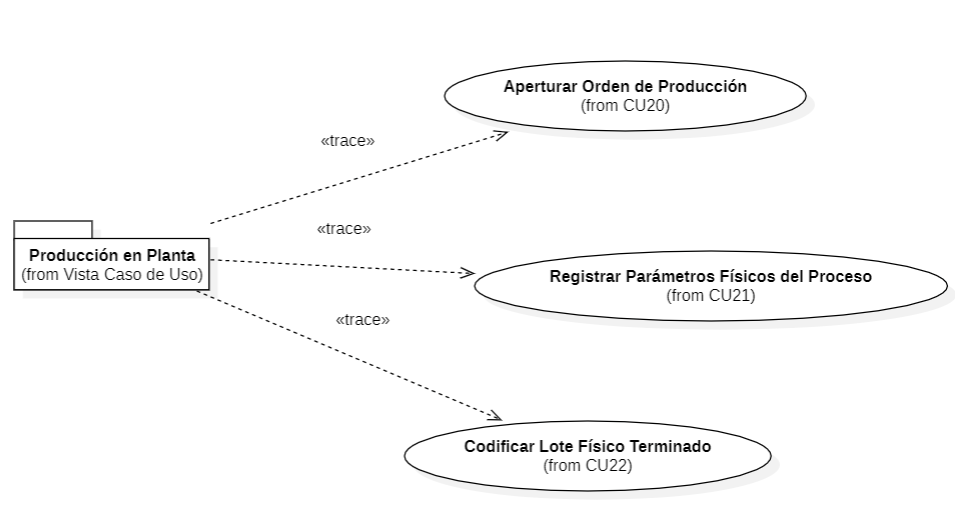 Aperturar Orden de Producción
(from CU20)
«trace»
«trace»
Producción en Planta
(from Vista Caso de Uso)
Registrar Parámetros Físicos del Proceso
(from CU21)
«trace»
Codificar Lote Físico Terminado
(from CU22)